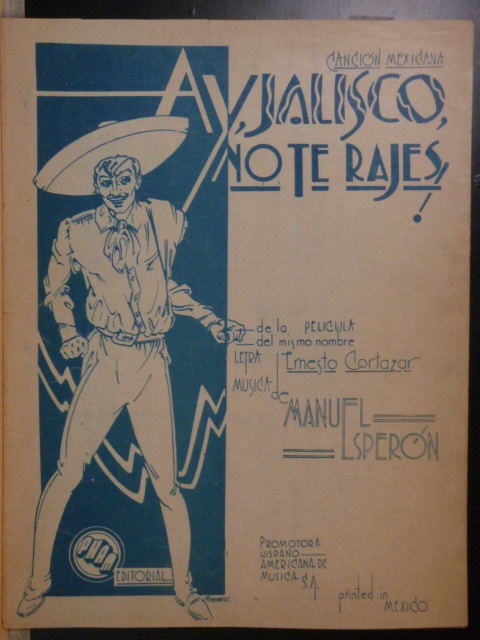 CANCIÓN MEXICANA
AY, JALISCO,
NO TE RAJES!
de la PELICULA
del mismo nombre
LETRA Ernesto Cortazar
MUSICA de
MANUEL
ESPERÓN
PHAM
EDITORIAL
PROMOTORA
HISPANO
AMERICANA DE
MUSICA S.A.
printed in
MEXICO